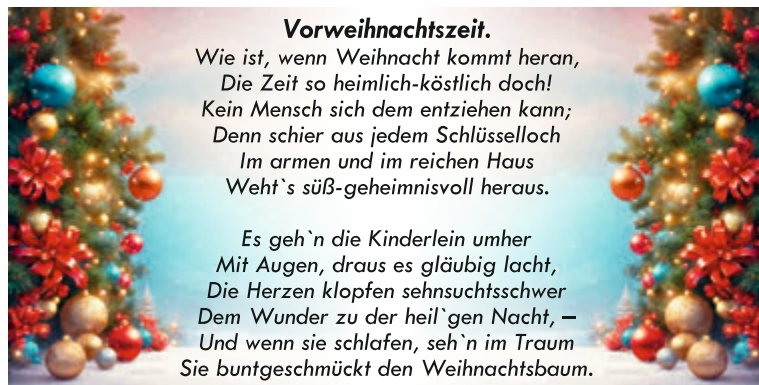 Vorweihnachtszeit.
Wie ist, wenn Weihnacht kommt heran,
Die Zeit so heimlich-köstlich doch!
Kein Mensch sich dem entziehen kann;
Denn schier aus jedem Schlüsselloch
Im armen und im reichen Haus
Weht`s süß-geheimnisvoll heraus.

Es geh`n die Kinderlein umher
Mit Augen, draus es gläubig lacht,
Die Herzen klopfen sehnsuchtsschwer
Dem Wunder zu der heil`gen Nacht, –
Und wenn sie schlafen, seh`n im Traum
Sie buntgeschmückt den Weihnachtsbaum.